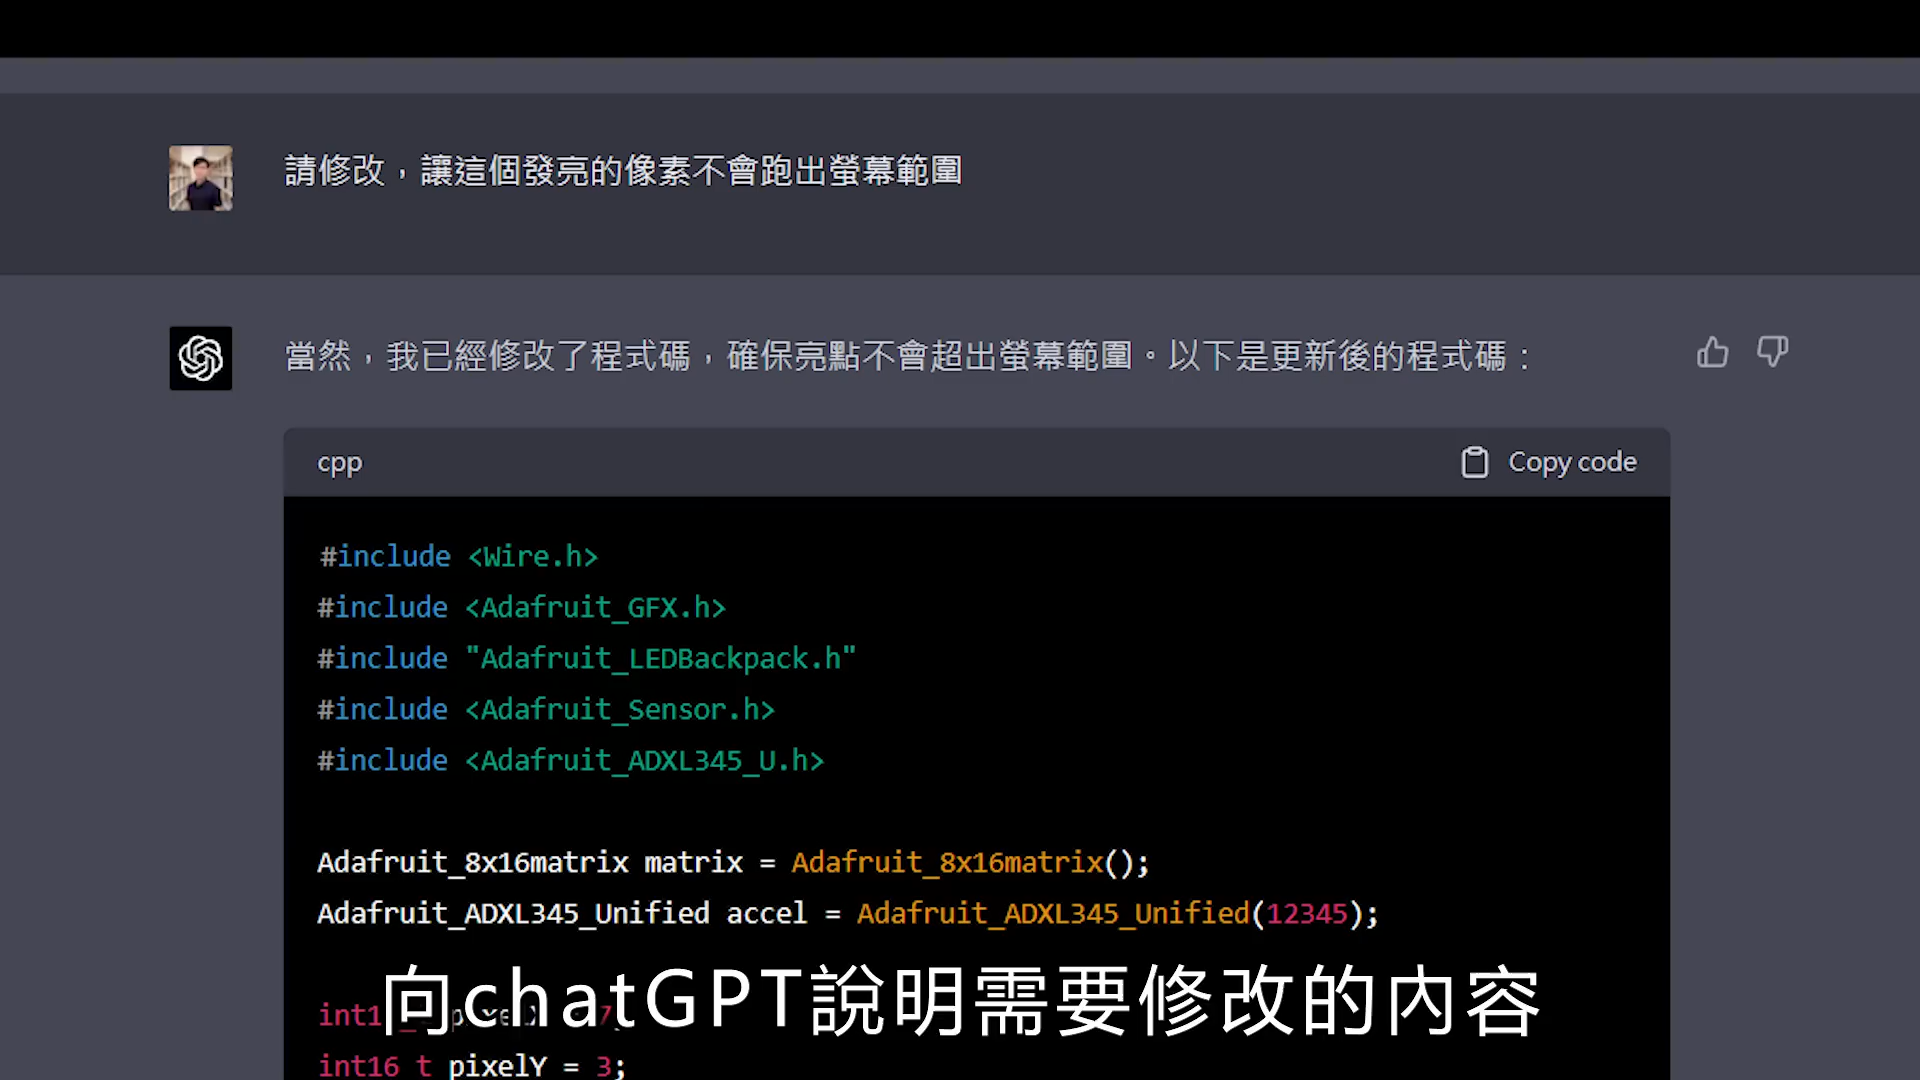 請修改，讓這個發亮的像素不會跑出螢幕範圍
當然，我已經修改了程式碼，確保亮點不會超出螢幕範圍。以下是更新後的程式碼：
cpp
Copy code
#include <Wire.h>
#include <Adafruit_GFX.h>
#include "Adafruit_LEDBackpack.h"
#include <Adafruit_Sensor.h>
#include <Adafruit_ADXL345_U.h>
Adafruit_8x16matrix matrix = Adafruit_8x16matrix();
Adafruit_ADXL345_Unified accel = Adafruit_ADXL345_Unified(12345);
向chatGPT說明需要修改的內容
int16_t pixelY = 3;